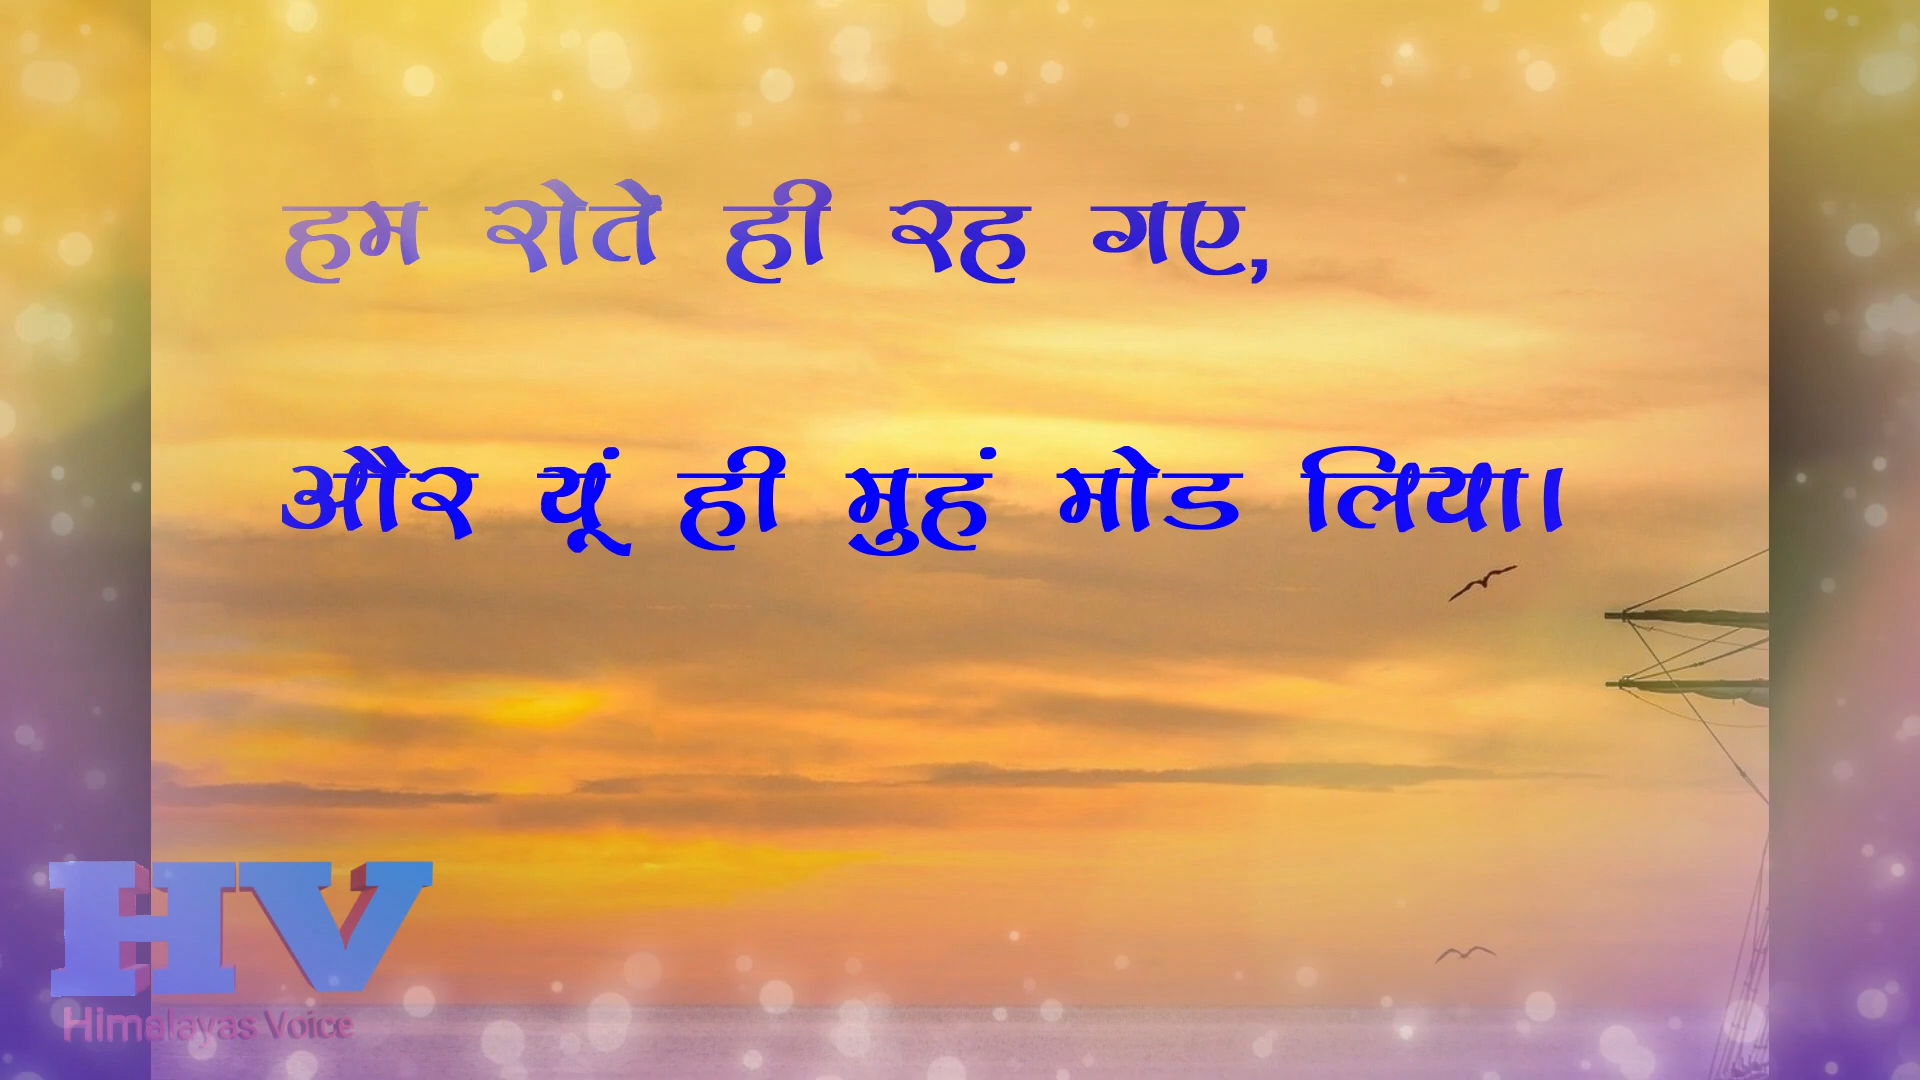 हम रोते ही रह गए,
और यूं ही मुहं मोड लिया।
HV
Himalayas Voice